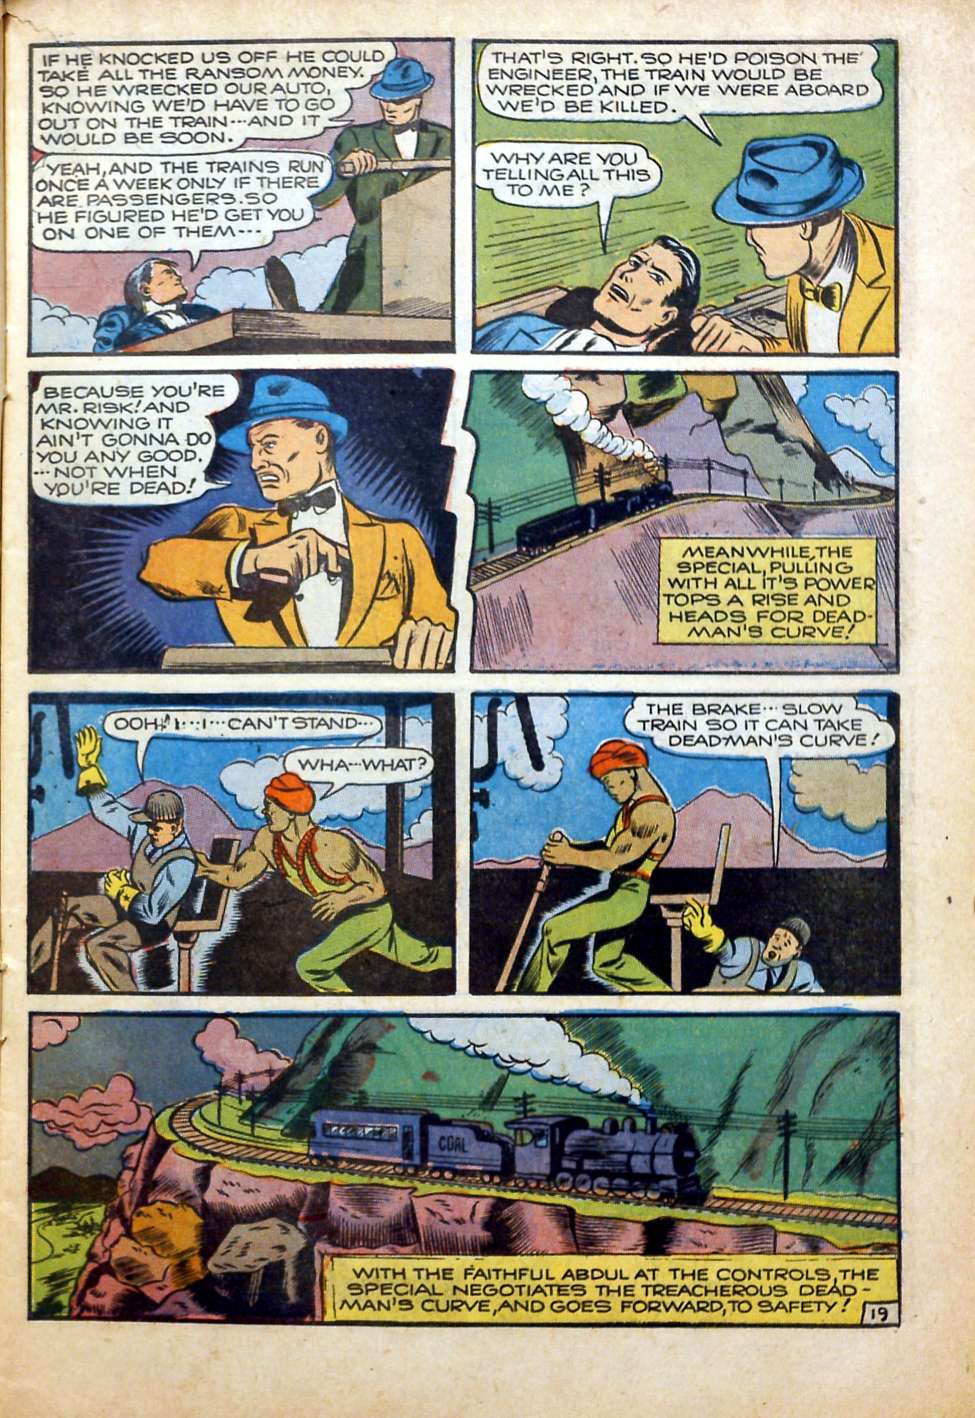 IF HE KNOCKED US OFF HE COULD
TAKE ALL THE RANSOM MONEY.
SO HE WRECKED OUR AUTO,
KNOWING WE'D HAVE TO GO
OUT ON THE TRAIN---AND IT
WOULD BE SOON.
YEAH, AND THE TRAINS RUN
ONCE A WEEK ONLY IF THERE
ARE PASSENGERS. SO
HE FIGURED HE'D GET YOU
ON ONE OF THEM---
THAT'S RIGHT. SO HE'D POISON THE
ENGINEER, THE TRAIN WOULD BE
WRECKED, AND IF WE WERE ABOARD
WE'D BE KILLED.
WHY ARE YOU
TELLING ALL THIS
TO ME?
BECAUSE YOU'RE
MR. RISK! AND
KNOWING IT
AIN'T GONNA DO
YOU ANY GOOD.
---NOT WHEN
YOU'RE DEAD!
MEANWHILE, THE
SPECIAL, PULLING
WITH ALL IT'S POWER
TOPS A RISE AND
HEADS FOR DEAD-
MAN'S CURVE!
OOH! I---I---CAN'T STAND---
WHA--WHAT?
THE BRAKE--- SLOW
TRAIN SO IT CAN TAKE
DEAD-MAN'S CURVE!
COAL
WITH THE FAITHFUL ABDUL AT THE CONTROLS, THE
SPECIAL NEGOTIATES THE TREACHEROUS DEAD-
MAN'S CURVE, AND GOES FORWARD, TO SAFETY!
19